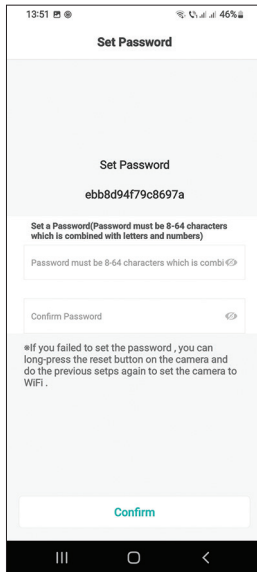 13:51 46%
Set Password
Set Password
ebb8d94f79c8697a
Set a Password(Password must be 8-64 characters
which is combined with letters and numbers)
Password must be 8-64 characters which is combi
Confirm Password
※If you failed to set the password , you can
long-press the reset button on the camera and
do the previous setps again to set the camera to
WiFi .
Confirm